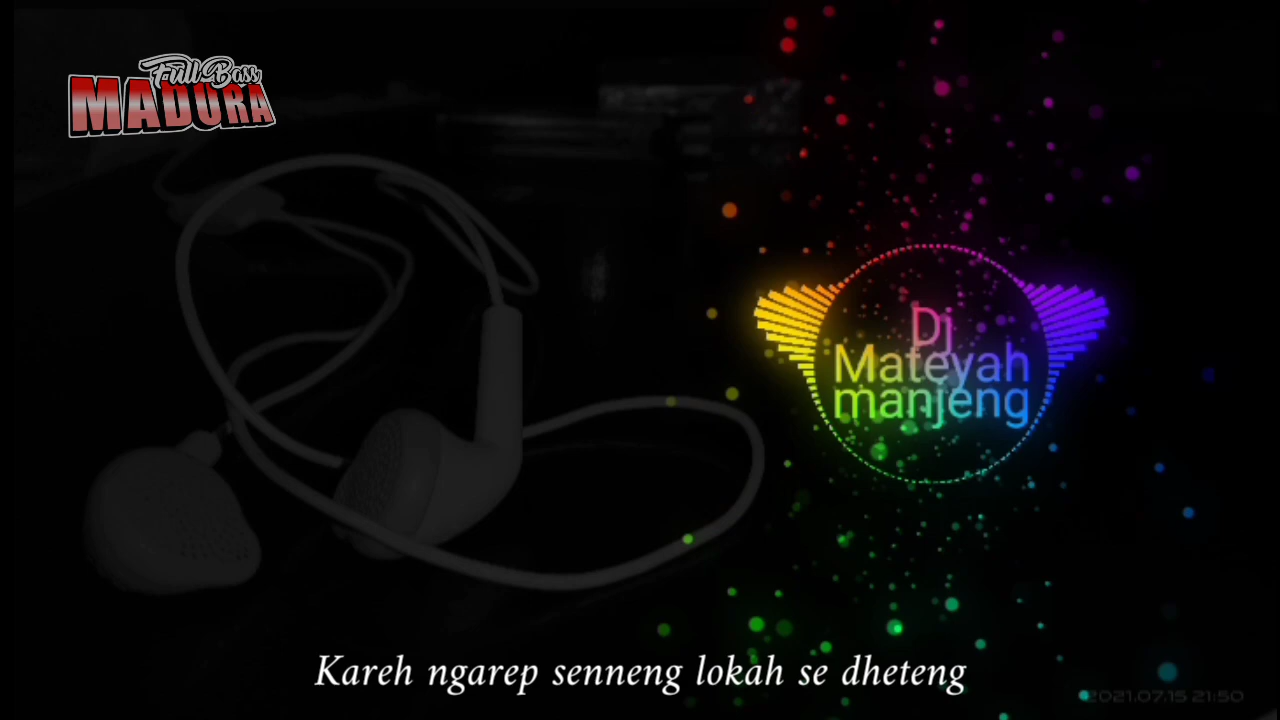 Full Bass
MADURA
Dj
Mateyah
manjeng
Kareh ngarep senneng lokah se dheteng
2021.07.15 21:50